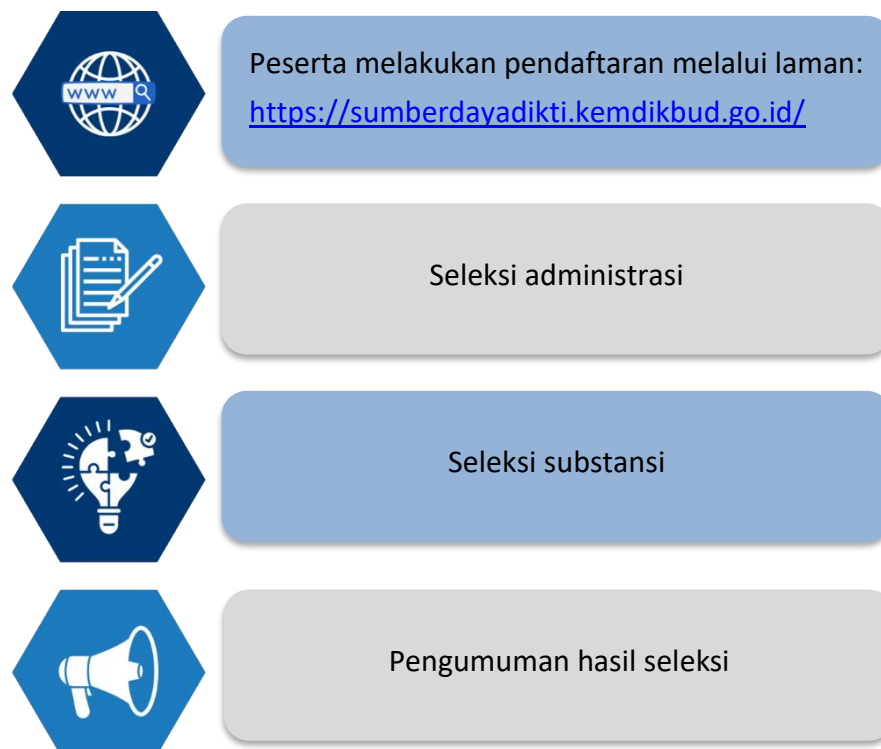 www
Peserta melakukan pendaftaran melalui laman:
https://sumberdayadikti.kemdikbud.go.id/
Seleksi administrasi
Seleksi substansi
Pengumuman hasil seleksi